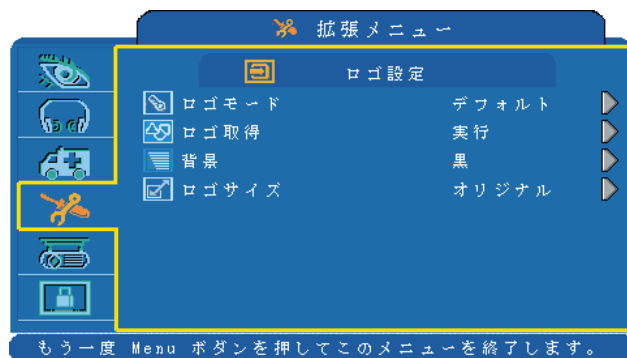 拡張メニュー
ロゴ設定
ロゴモード デフォルト
ロゴ取得 実行
背景 黒
ロゴサイズ オリジナル
もう一度 Menu ボダンを押してこのメニューを終了します。